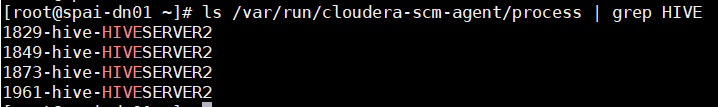 [root@spai-dn01 ~]# ls /var/run/cloudera-scm-agent/process | grep HIVE
1829-hive-HIVESERVER2
1849-hive-HIVESERVER2
1873-hive-HIVESERVER2
1961-hive-HIVESERVER2